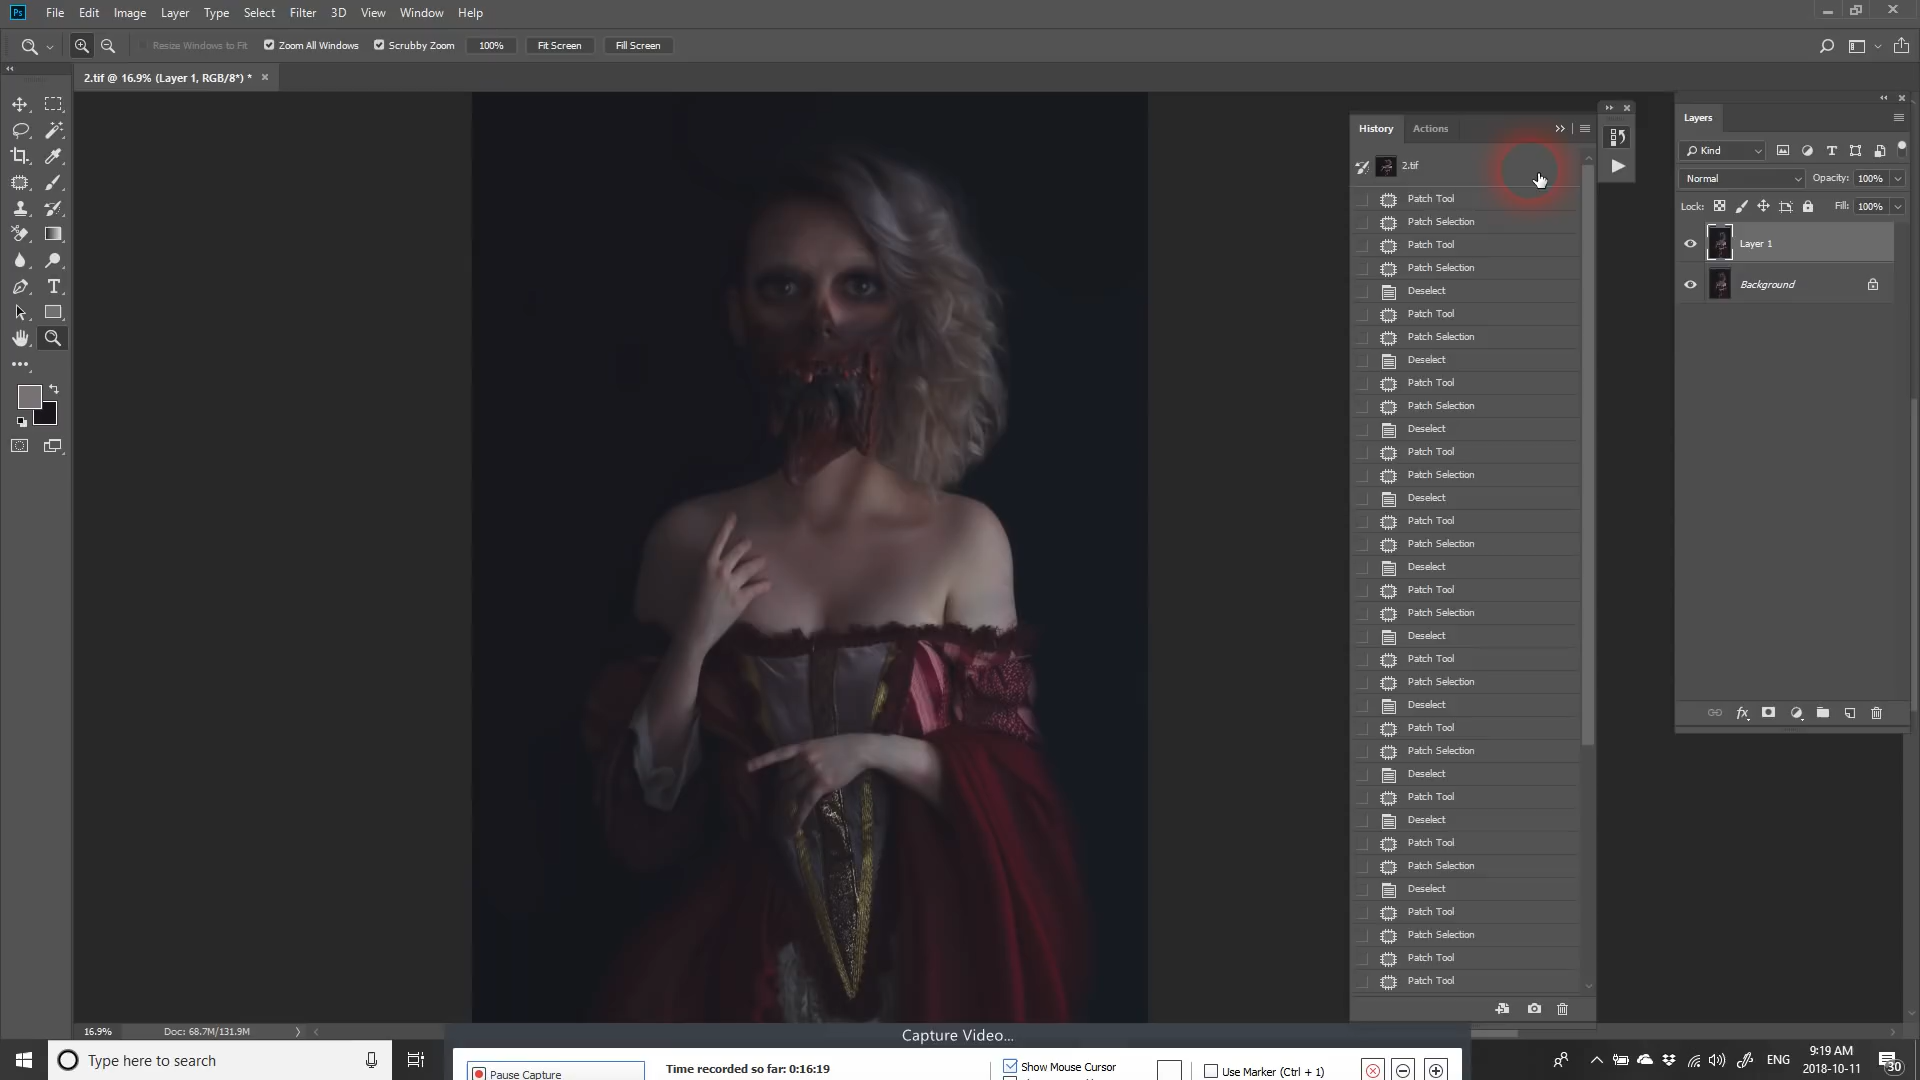 Ps File Edit Image Layer Type Select Filter 3D View Window Help
Resize Windows to Fit Zoom All Windows Scrubby Zoom 100% Fit Screen Fill Screen
2.tif @ 16.9% (Layer 1, RGB/8*) *
History Actions
2.tif
Patch Tool
Patch Selection
Patch Tool
Patch Selection
Deselect
Patch Tool
Patch Selection
Deselect
Patch Tool
Patch Selection
Deselect
Patch Tool
Patch Selection
Deselect
Patch Tool
Patch Selection
Deselect
Patch Tool
Patch Selection
Deselect
Patch Tool
Patch Selection
Deselect
Patch Tool
Patch Selection
Deselect
Patch Tool
Deselect
Patch Tool
Patch Selection
Deselect
Patch Tool
Patch Selection
Patch Tool
Patch Tool
Layers
Kind
Normal Opacity: 100%
Lock: Fill: 100%
Layer 1
Background
16.9% Doc: 68.7M/131.9M
Capture Video...
Pause Capture
Time recorded so far: 0:16:19
Show Mouse Cursor
Use Marker (Ctrl + 1)
Type here to search
ENG
9:19 AM
2018-10-11
30